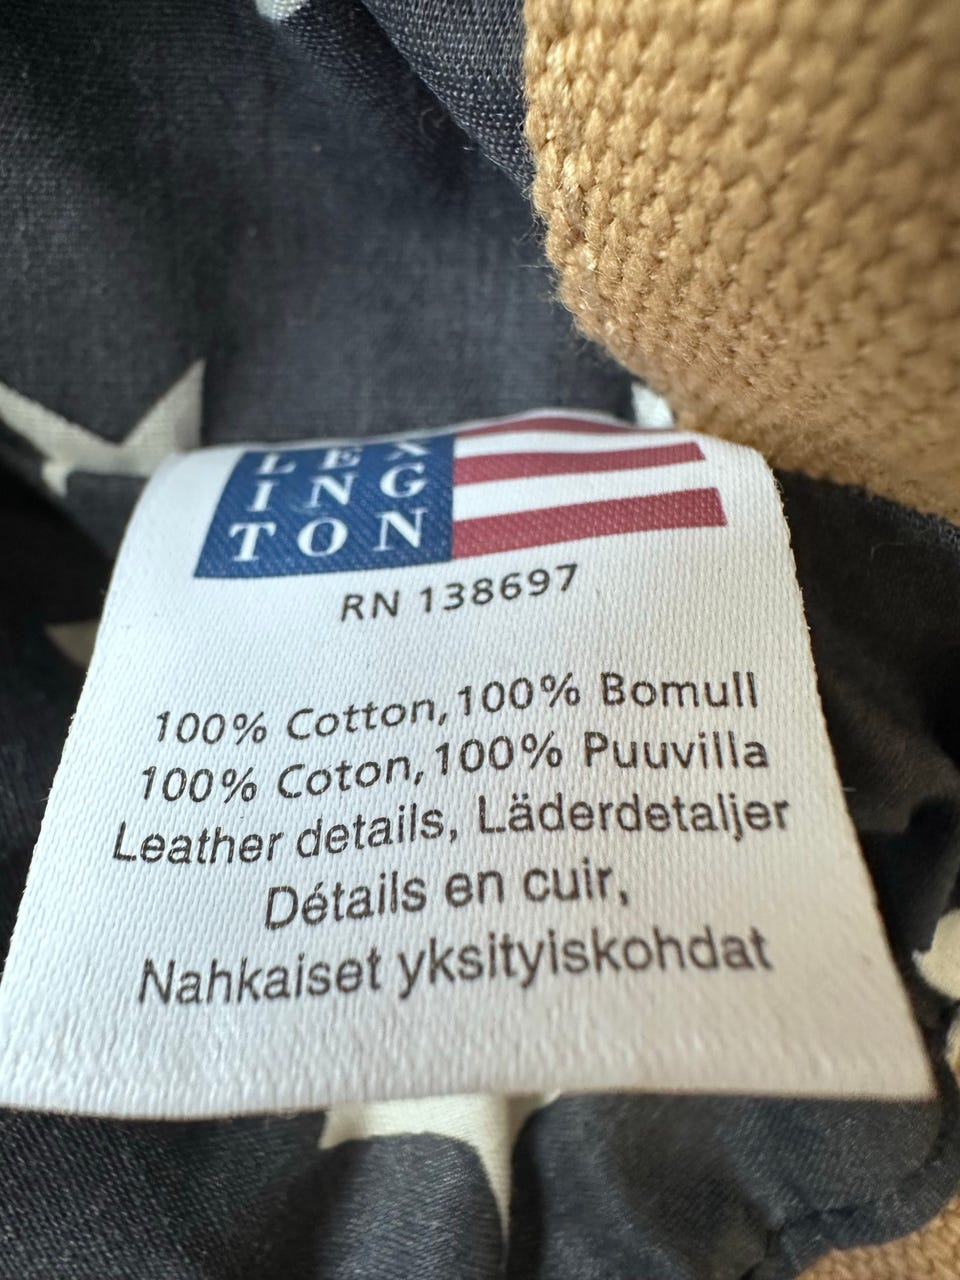 LEX
ING
TON
RN 138697
100% Cotton, 100% Bomull
100% Coton, 100% Puuvilla
Leather details, Läderdetaljer
Détails en cuir,
Nahkaiset yksityiskohdat